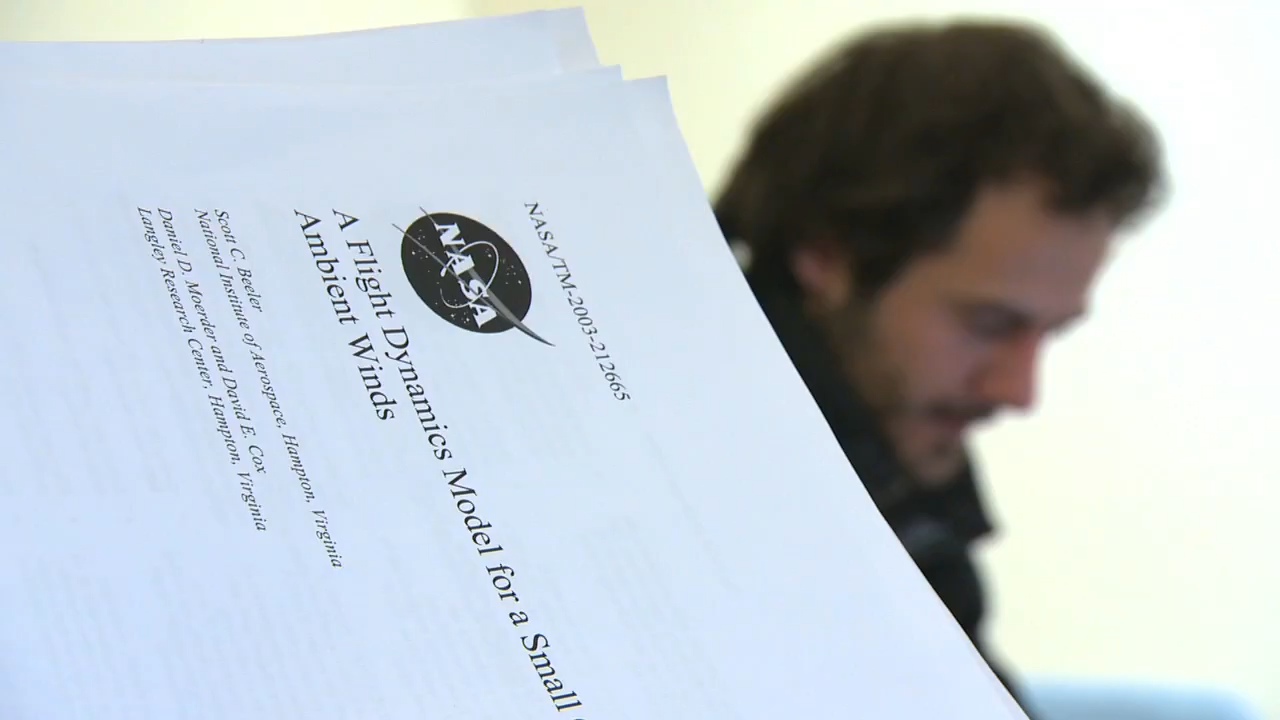 NASA/TM-2003-212665
NASA
A Flight Dynamics Model for a Small
Ambient Winds
Scott C. Beeler
National Institute of Aerospace, Hampton, Virginia
Daniel D. Moerder and David E. Cox
Langley Research Center, Hampton, Virginia